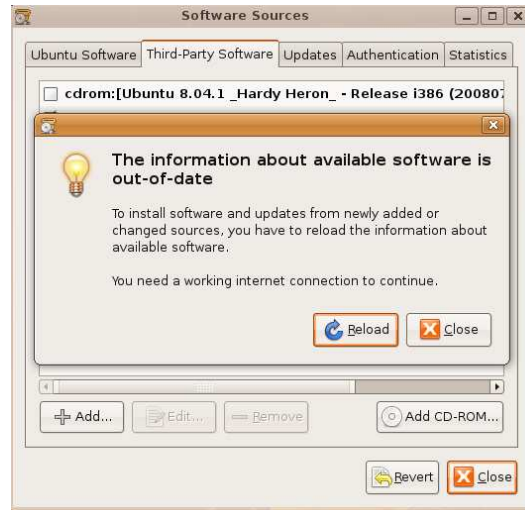 Software Sources
Ubuntu Software Third-Party Software Updates Authentication Statistics
cdrom:[Ubuntu 8.04.1 _Hardy Heron_ - Release i386 (20080
The information about available software is
out-of-date
To install software and updates from newly added or
changed sources, you have to reload the information about
available software.
You need a working internet connection to continue.
Reload Close
Add... Edit... Remove Add CD-ROM...
Revert Close